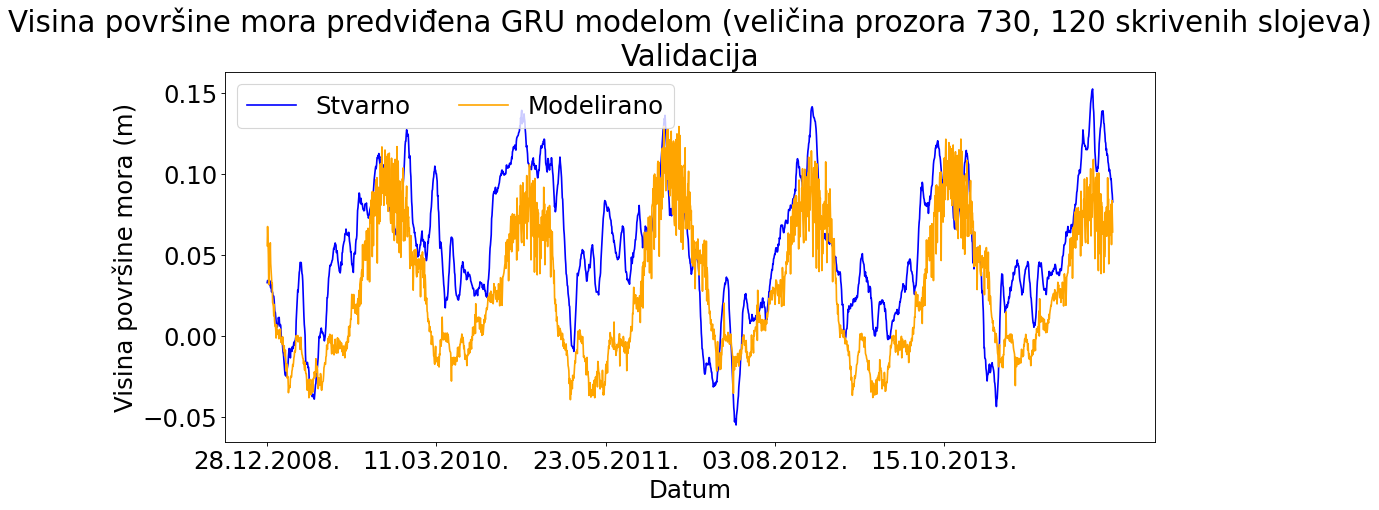 Visina površine mora predviđena GRU modelom (veličina prozora 730, 120 skrivenih slojeva)
Validacija
Stvarno
Modelirano
Visina površine mora (m)
0.15
0.10
0.05
0.00
−0.05
28.12.2008.
11.03.2010.
23.05.2011.
03.08.2012.
15.10.2013.
Datum